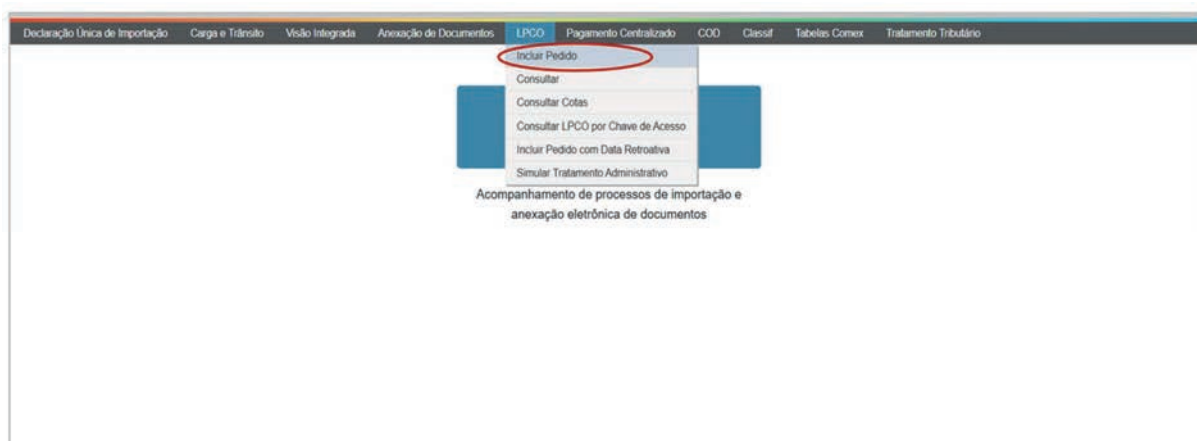 Declaração Única de Importação Carga e Trânsito Visão Integrada Anexação de Documentos LPCO Pagamento Centralizado COD Classif Tabelas Comex Tratamento Tributário
Incluir Pedido
Consultar
Consultar Cotas
Consultar LPCO por Chave de Acesso
Incluir Pedido com Data Retroativa
Simular Tratamento Administrativo
Acompanhamento de processos de importação e
anexação eletrônica de documentos